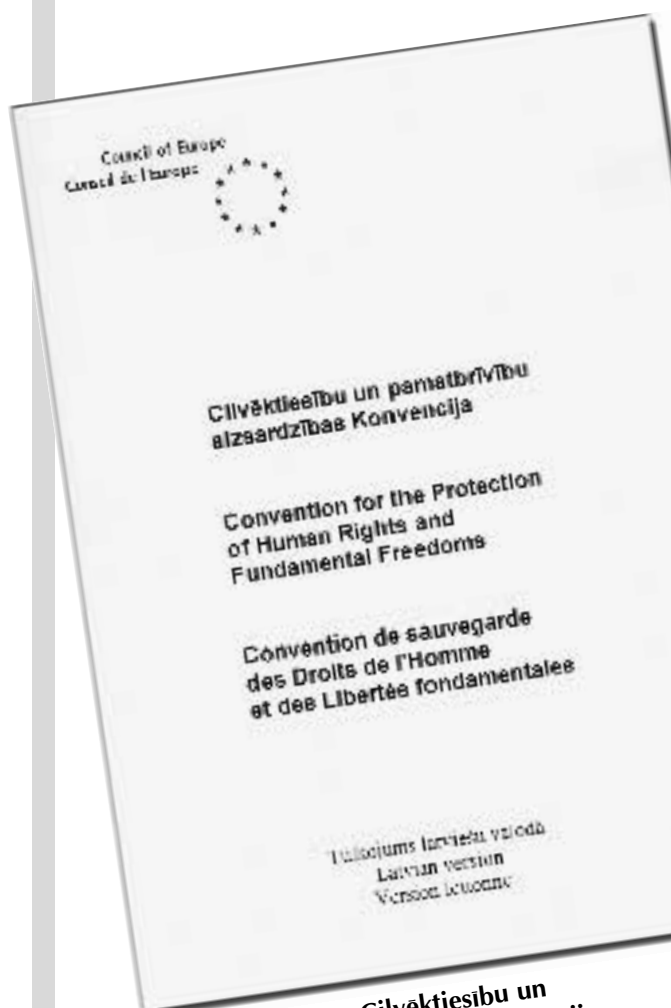 Council of Europe
Conseil de l'Europe
Cilvēktiesību un pamatbrīvību
aizsardzības Konvencija
Convention for the Protection
of Human Rights and
Fundamental Freedoms
Convention de sauvegarde
des Droits de l'Homme
et des Libertés fondamentales
Tulkojums latviešu valodā
Latvian version
Version lettonne
Cilvēktiesību un